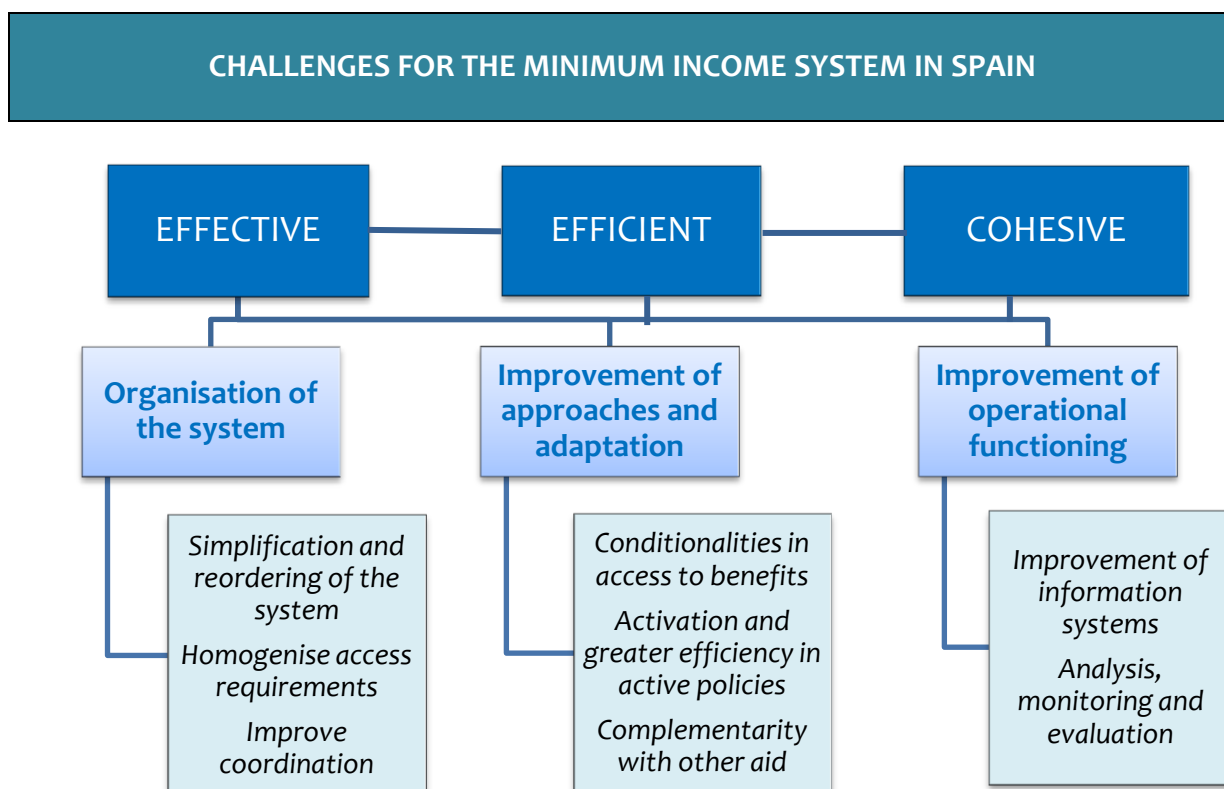 CHALLENGES FOR THE MINIMUM INCOME SYSTEM IN SPAIN
EFFECTIVE
EFFICIENT
COHESIVE
Organisation of
the system
Improvement of
approaches and
adaptation
Improvement of
operational
functioning
Simplification and
reordering of the
system
Homogenise access
requirements
Improve
coordination
Conditionalities in
access to benefits
Activation and
greater efficiency in
active policies
Complementarity
with other aid
Improvement of
information
systems
Analysis,
monitoring and
evaluation